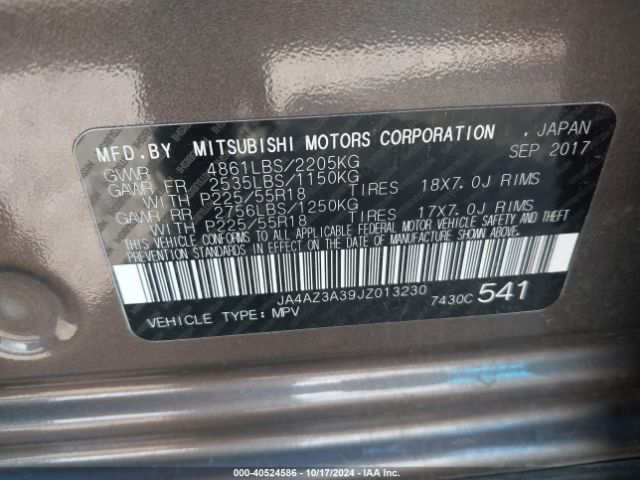 MFD.BY MITSUBISHI MOTORS CORPORATION , JAPAN
GVWR 4861LBS/2205KG SEP 2017
GAWR FR 2535LBS/1150KG
WITH P225/55R18 TIRES 18X7.0J RIMS
GAWR RR 2756LBS/1250KG
WITH P225/55R18 TIRES 17X7.0J RIMS
THIS VEHICLE CONFORMS TO ALL APPLICABLE FEDERAL MOTOR VEHICLE SAFETY AND THEFT
PREVENTION STANDARDS IN EFFECT ON THE DATE OF MANUFACTURE SHOWN ABOVE.
JA4AZ3A39JZ013230
7430C 541
VEHICLE TYPE: MPV
000-40524586 - 10/17/2024 - IAA Inc.